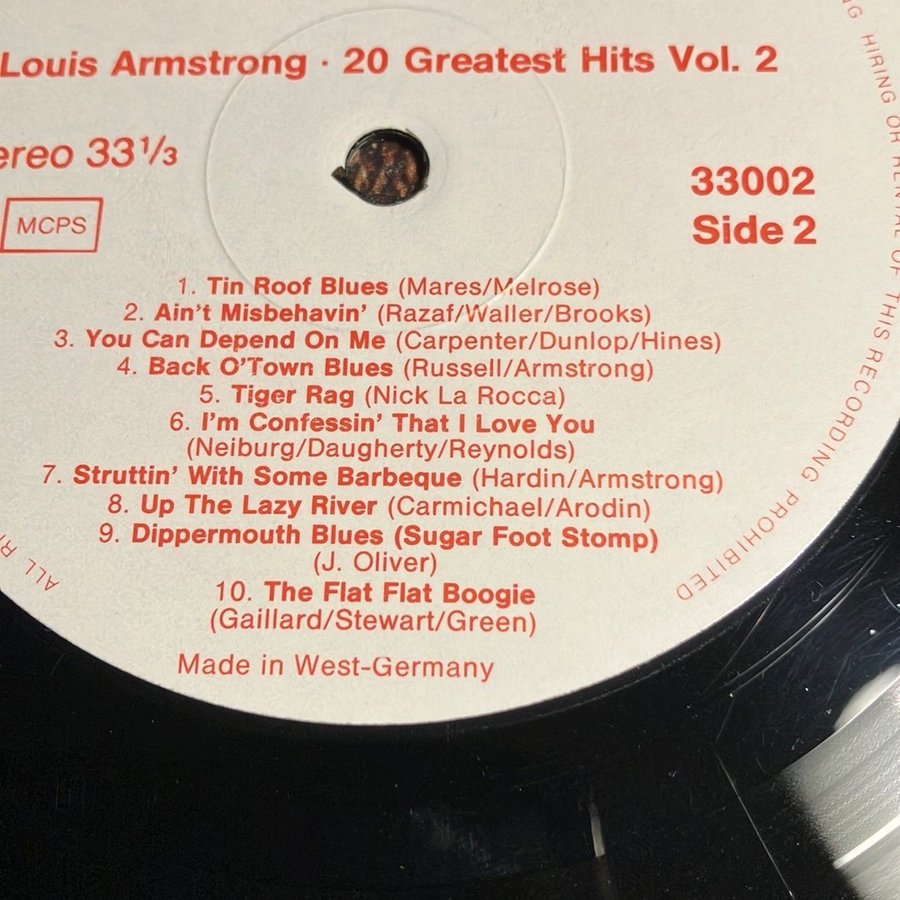 Louis Armstrong · 20 Greatest Hits Vol. 2
ereo 33⅓
MCPS
33002
Side 2
1. Tin Roof Blues (Mares/Melrose)
2. Ain't Misbehavin' (Razaf/Waller/Brooks)
3. You Can Depend On Me (Carpenter/Dunlop/Hines)
4. Back O'Town Blues (Russell/Armstrong)
5. Tiger Rag (Nick La Rocca)
6. I'm Confessin' That I Love You
(Neiburg/Daugherty/Reynolds)
7. Struttin' With Some Barbeque (Hardin/Armstrong)
8. Up The Lazy River (Carmichael/Arodin)
9. Dippermouth Blues (Sugar Foot Stomp)
(J. Oliver)
10. The Flat Flat Boogie
(Gaillard/Stewart/Green)
Made in West-Germany
ALL RI
NG HIRING OR RENTAL OF THIS RECORDING PROHIBITED